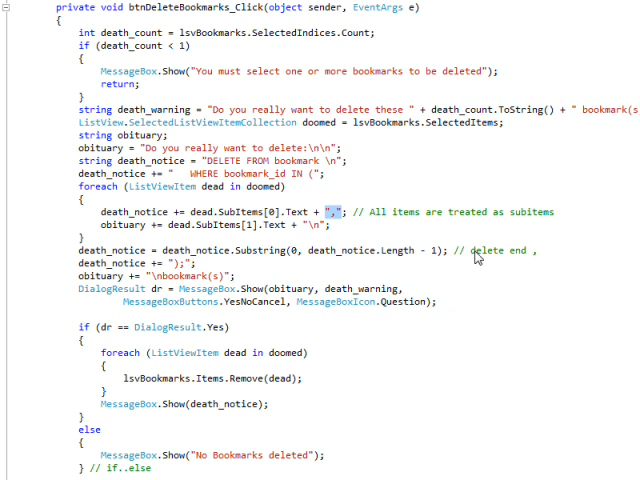 private void btnDeleteBookmarks_Click(object sender, EventArgs e)
{
int death_count = lsvBookmarks.SelectedIndices.Count;
if (death_count < 1)
{
MessageBox.Show("You must select one or more bookmarks to be deleted");
return;
}
string death_warning = "Do you really want to delete these " + death_count.ToString() + " bookmark(s
ListView.SelectedListViewItemCollection doomed = lsvBookmarks.SelectedItems;
string obituary;
obituary = "Do you really want to delete:\n\n";
string death_notice = "DELETE FROM bookmark \n";
death_notice += "   WHERE bookmark_id IN (";
foreach (ListViewItem dead in doomed)
{
death_notice += dead.SubItems[0].Text + ","; // All items are treated as subitems
obituary += dead.SubItems[1].Text + "\n";
}
death_notice = death_notice.Substring(0, death_notice.Length - 1); // delete end ,
death_notice += ");";
obituary += "\nbookmark(s)";
DialogResult dr = MessageBox.Show(obituary, death_warning,
MessageBoxButtons.YesNoCancel, MessageBoxIcon.Question);
if (dr == DialogResult.Yes)
{
foreach (ListViewItem dead in doomed)
{
lsvBookmarks.Items.Remove(dead);
}
MessageBox.Show(death_notice);
}
else
{
MessageBox.Show("No Bookmarks deleted");
} // if..else